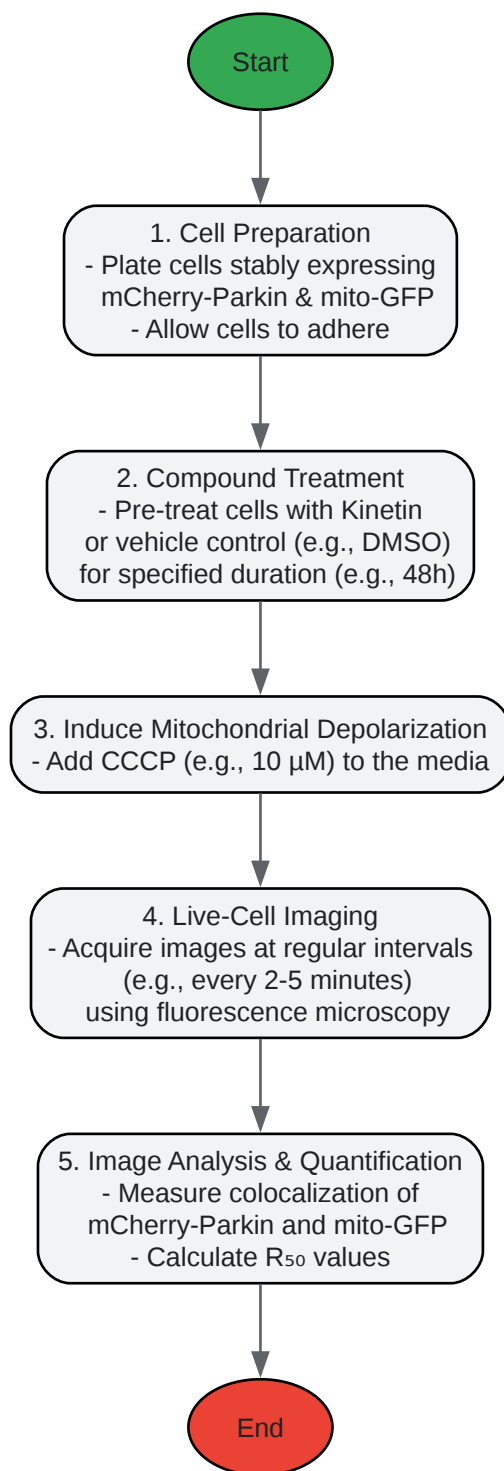 Start
1. Cell Preparation
- Plate cells stably expressing
mCherry-Parkin & mito-GFP
- Allow cells to adhere
2. Compound Treatment
- Pre-treat cells with Kinetin
or vehicle control (e.g., DMSO)
for specified duration (e.g., 48h)
3. Induce Mitochondrial Depolarization
- Add CCCP (e.g., 10 µM) to the media
4. Live-Cell Imaging
- Acquire images at regular intervals
(e.g., every 2-5 minutes)
using fluorescence microscopy
5. Image Analysis & Quantification
- Measure colocalization of
mCherry-Parkin and mito-GFP
- Calculate R₅₀ values
End